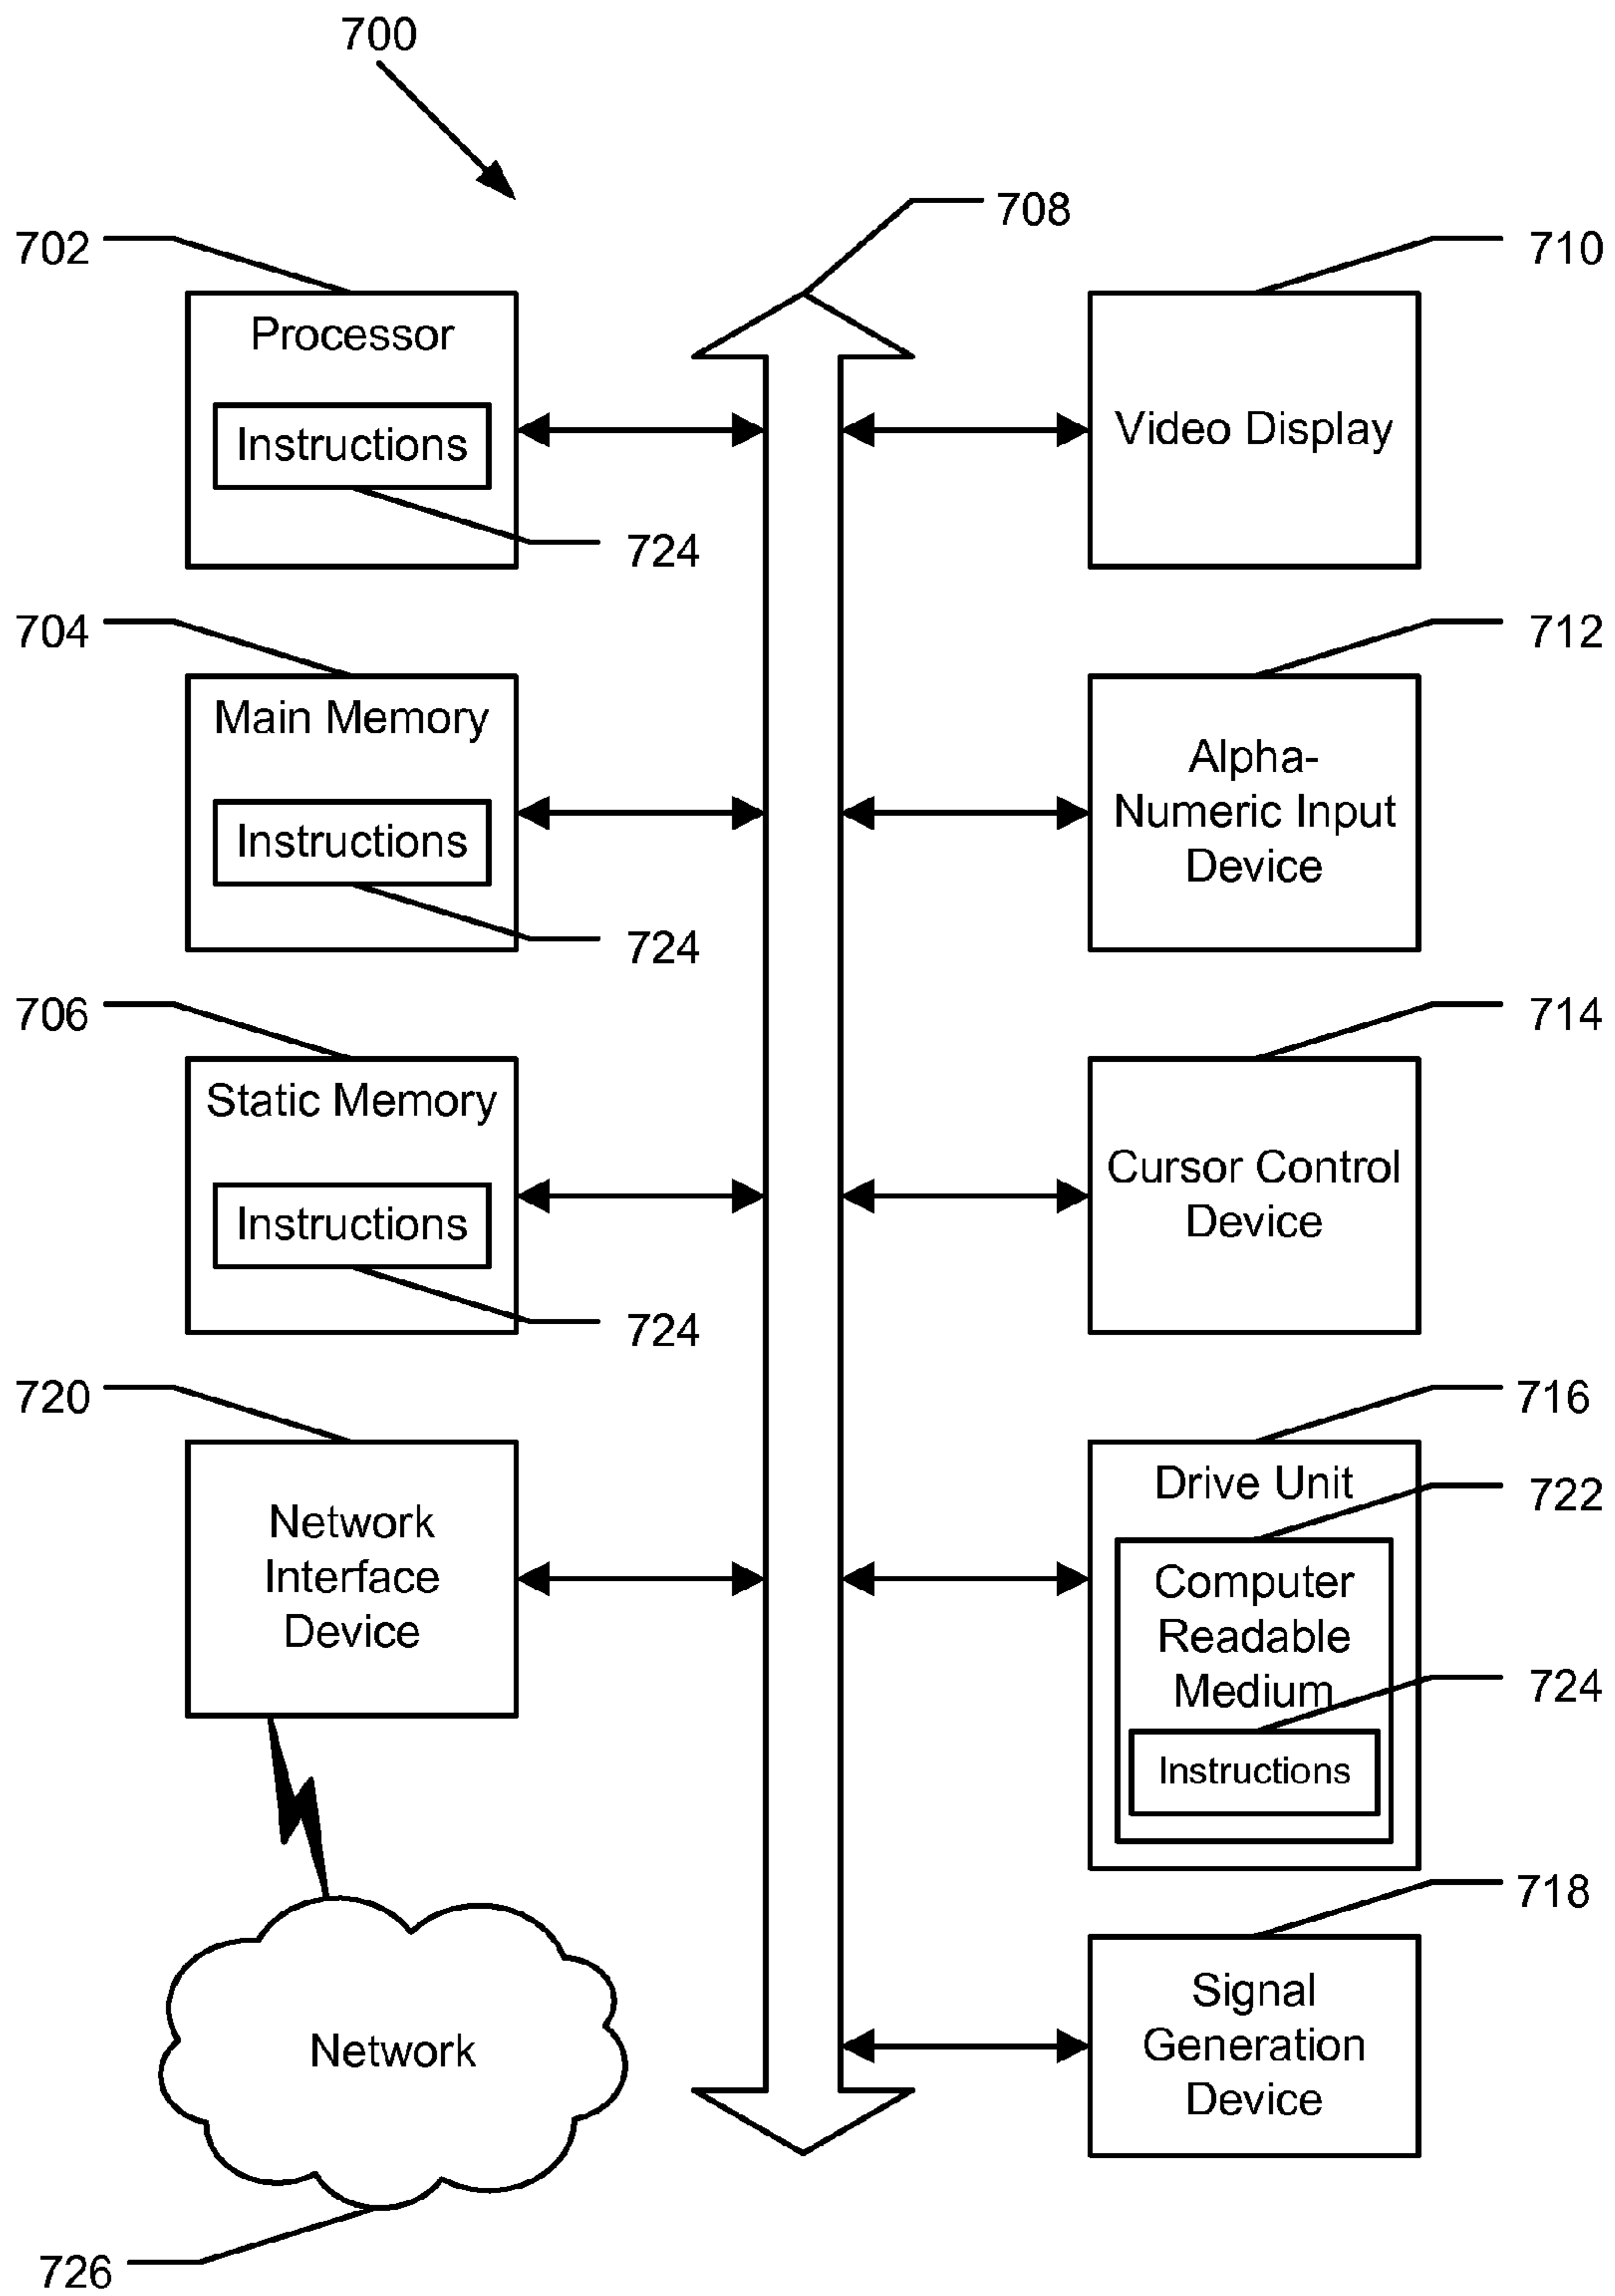 700
708
702
Processor
Instructions
724
710
Video Display
704
Main Memory
Instructions
724
712
Alpha-
Numeric Input
Device
706
Static Memory
Instructions
724
714
Cursor Control
Device
720
Network
Interface
Device
716
Drive Unit
722
Computer
Readable
Medium
724
Instructions
718
Signal
Generation
Device
Network
726